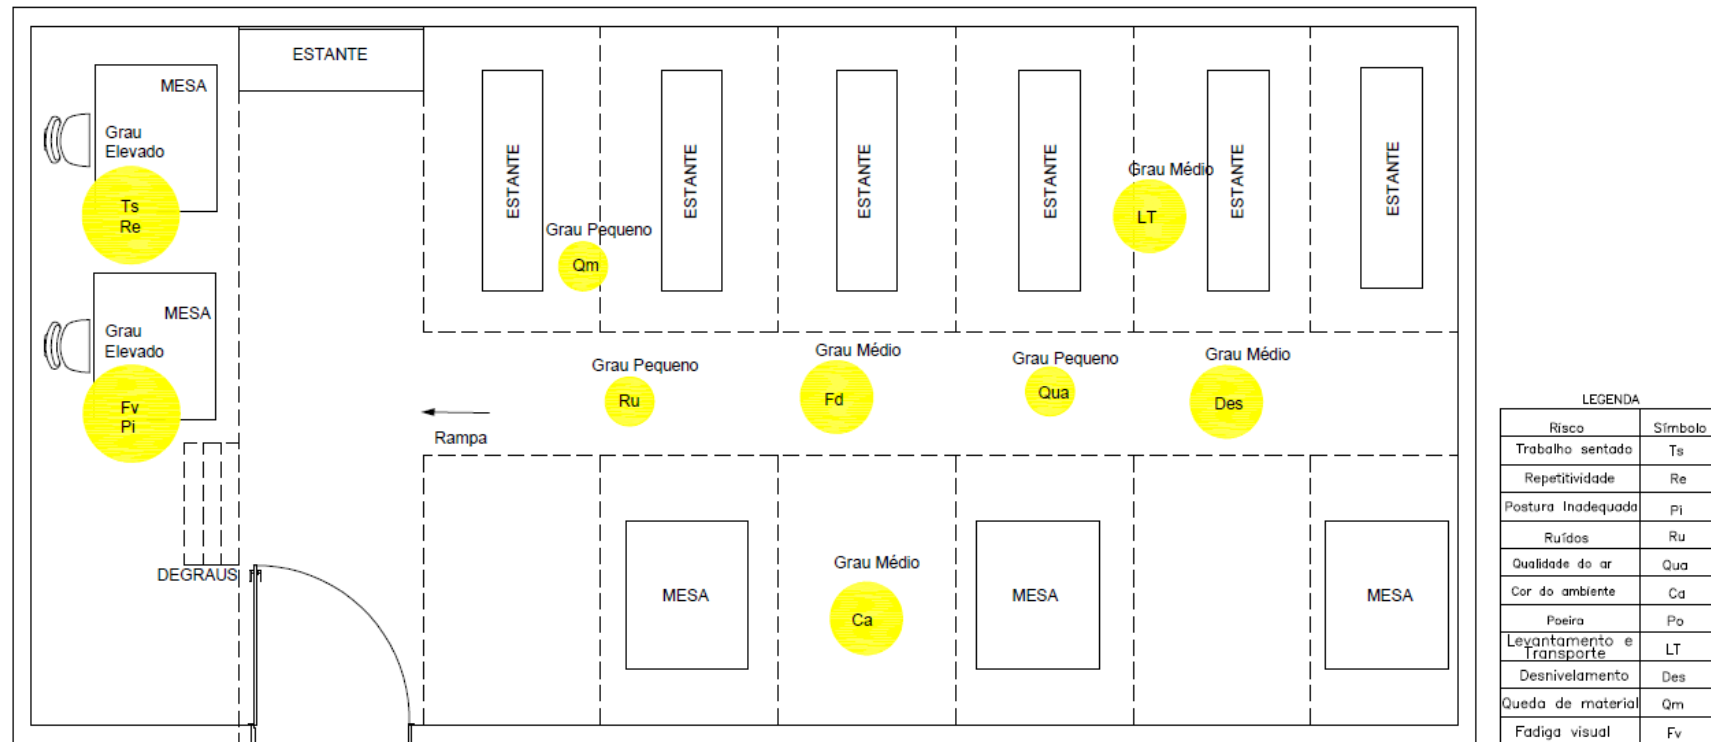 ESTANTE
MESA
Grau
Elevado
Ts
Re
MESA
Grau
Elevado
Fv
Pi
DEGRAUS
ESTANTE
ESTANTE
ESTANTE
ESTANTE
ESTANTE
ESTANTE
Grau Pequeno
Qm
Grau Médio
LT
Grau Pequeno
Ru
Grau Médio
Fd
Grau Pequeno
Qua
Grau Médio
Des
Rampa
MESA
Grau Médio
Ca
MESA
MESA
LEGENDA
Risco Símbolo
Trabalho sentado Ts
Repetitividade Re
Postura Inadequada Pi
Ruídos Ru
Qualidade do ar Qua
Cor do ambiente Ca
Poeira Po
Levantamento e
Transporte LT
Desnivelamento Des
Queda de material Qm
Fadiga visual Fv